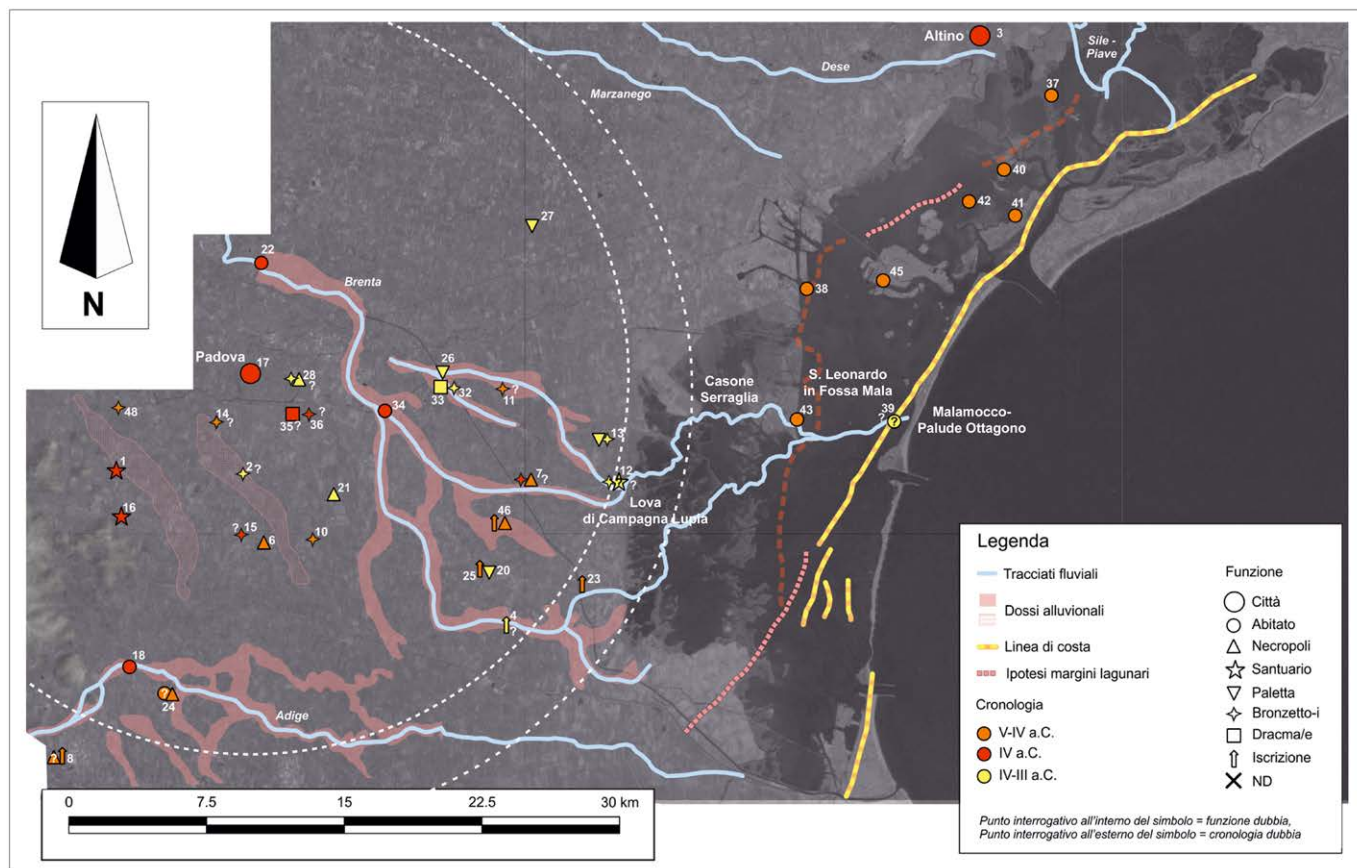 Altino
3
Sile -
Piave
Dese
37
Marzanego
40
42
41
27
22
45
Brenta
38
Padova
17
26
28
?
S. Leonardo
in Fossa Mala
Casone
Serraglia
33
32
11
?
48
14
?
35?
?
36
34
39
?
?
43
Malamocco-
Palude Ottagono
13
1
2?
7?
12
?
21
Lova
di Campagna Lupia
16
46
?
15
6
10
25
20
23
4
?
18
?
24
Adige
?
8
N
0
7.5
15
22.5
30 km
Legenda
Tracciati fluviali
Dossi alluvionali
Linea di costa
Ipotesi margini lagunari
Cronologia
V-IV a.C.
IV a.C.
IV-III a.C.
Funzione
Città
Abitato
Necropoli
Santuario
Paletta
Bronzetto-i
Dracma/e
Iscrizione
ND
Punto interrogativo all'interno del simbolo = funzione dubbia,
Punto interrogativo all'esterno del simbolo = cronologia dubbia